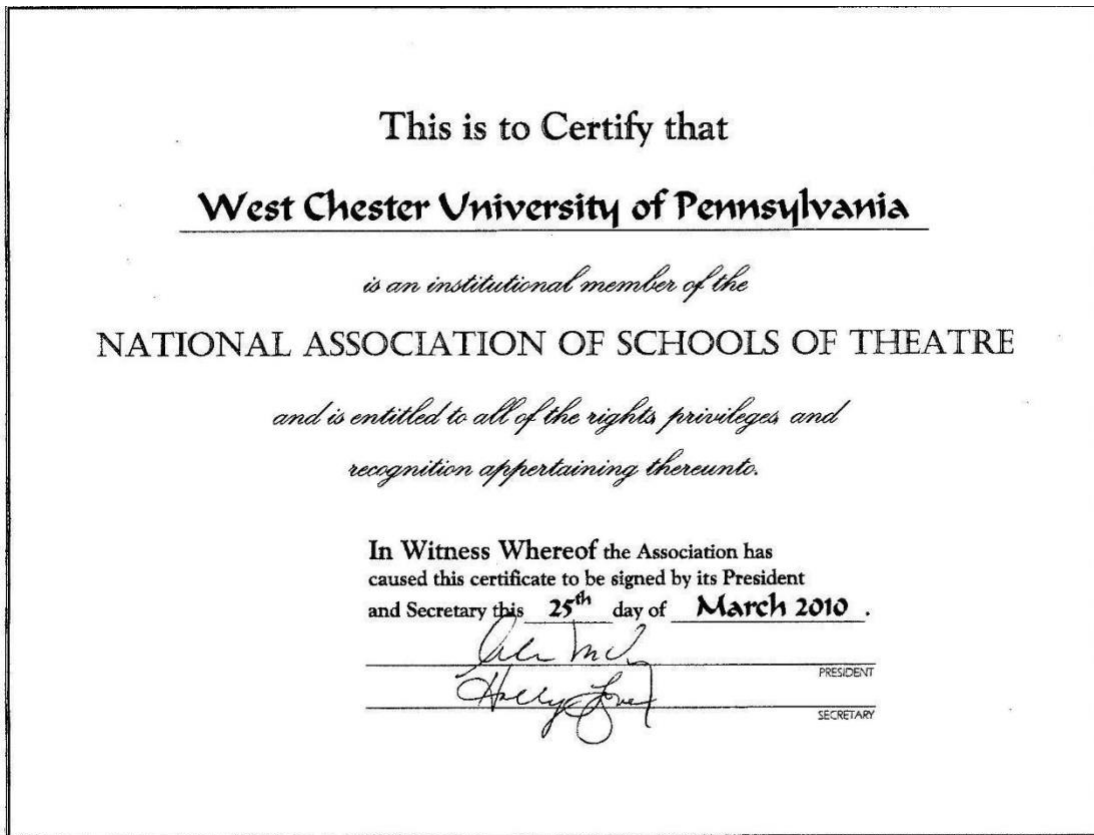 This is to Certify that
West Chester University of Pennsylvania
is an institutional member of the
NATIONAL ASSOCIATION OF SCHOOLS OF THEATRE
and is entitled to all of the rights, privileges, and
recognition appertaining thereunto.
In Witness Whereof the Association has
caused this certificate to be signed by its President
and Secretary this 25th day of March 2010.
PRESIDENT
Holly
SECRETARY